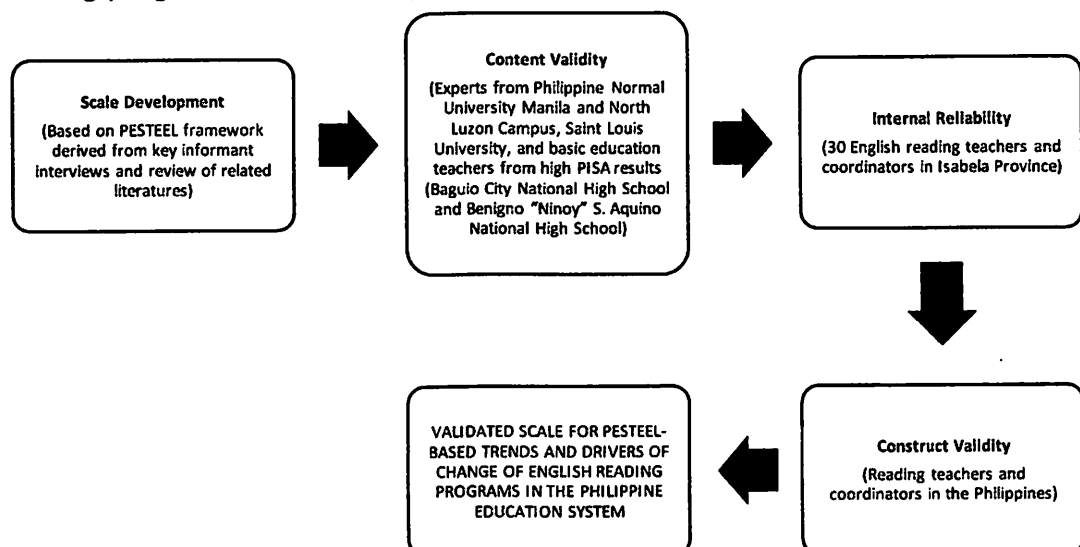 Scale Development
(Based on PESTEEL framework
derived from key informant
interviews and review of related
literatures)
Content Validity
(Experts from Philippine Normal
University Manila and North
Luzon Campus, Saint Louis
University, and basic education
teachers from high PISA results
(Baguio City National High School
and Benigno "Ninoy" S. Aquino
National High School)
Internal Reliability
(30 English reading teachers and
coordinators in Isabela Province)
Construct Validity
(Reading teachers and
coordinators in the Philippines)
VALIDATED SCALE FOR PESTEEL-
BASED TRENDS AND DRIVERS OF
CHANGE OF ENGLISH READING
PROGRAMS IN THE PHILIPPINE
EDUCATION SYSTEM